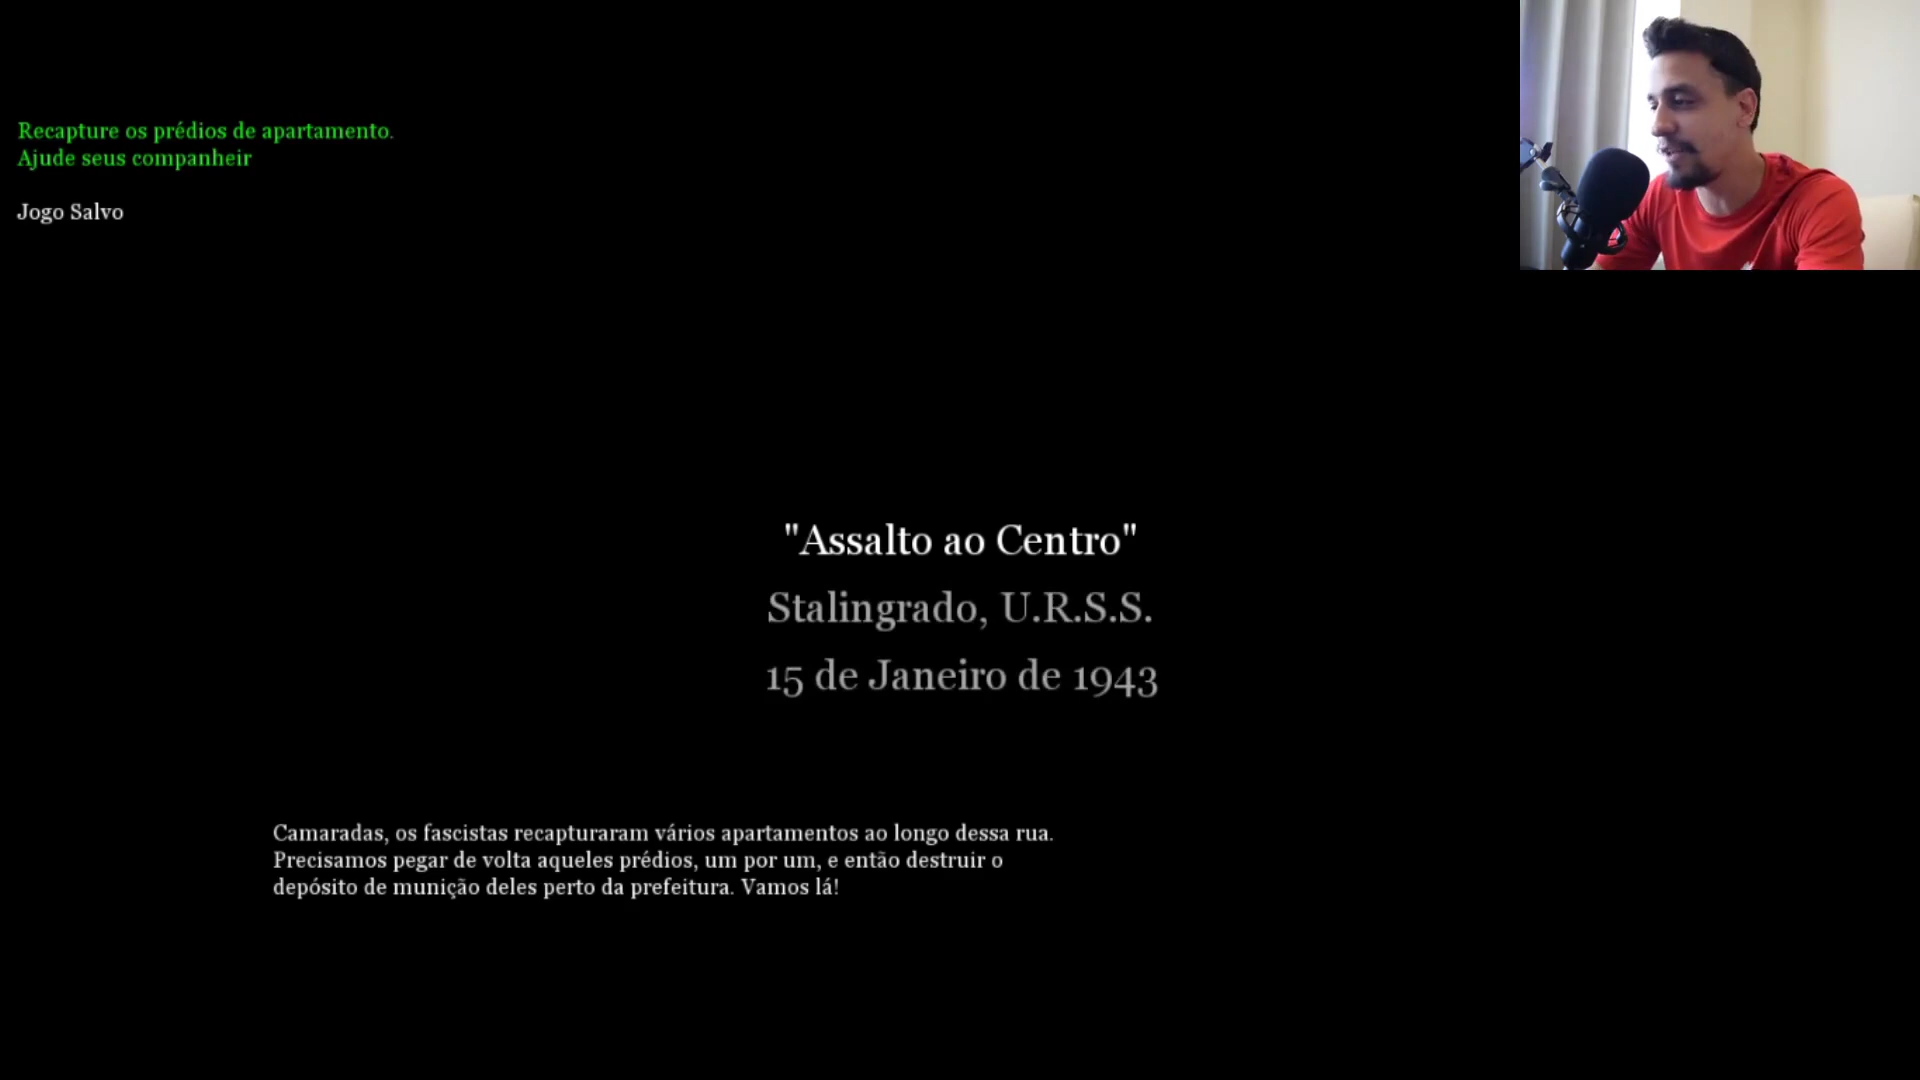 Recapture os prédios de apartamento.
Ajude seus companheir
Jogo Salvo
"Assalto ao Centro"
Stalingrado, U.R.S.S.
15 de Janeiro de 1943
Camaradas, os fascistas recapturaram vários apartamentos ao longo dessa rua.
Precisamos pegar de volta aqueles prédios, um por um, e então destruir o
depósito de munição deles perto da prefeitura. Vamos lá!